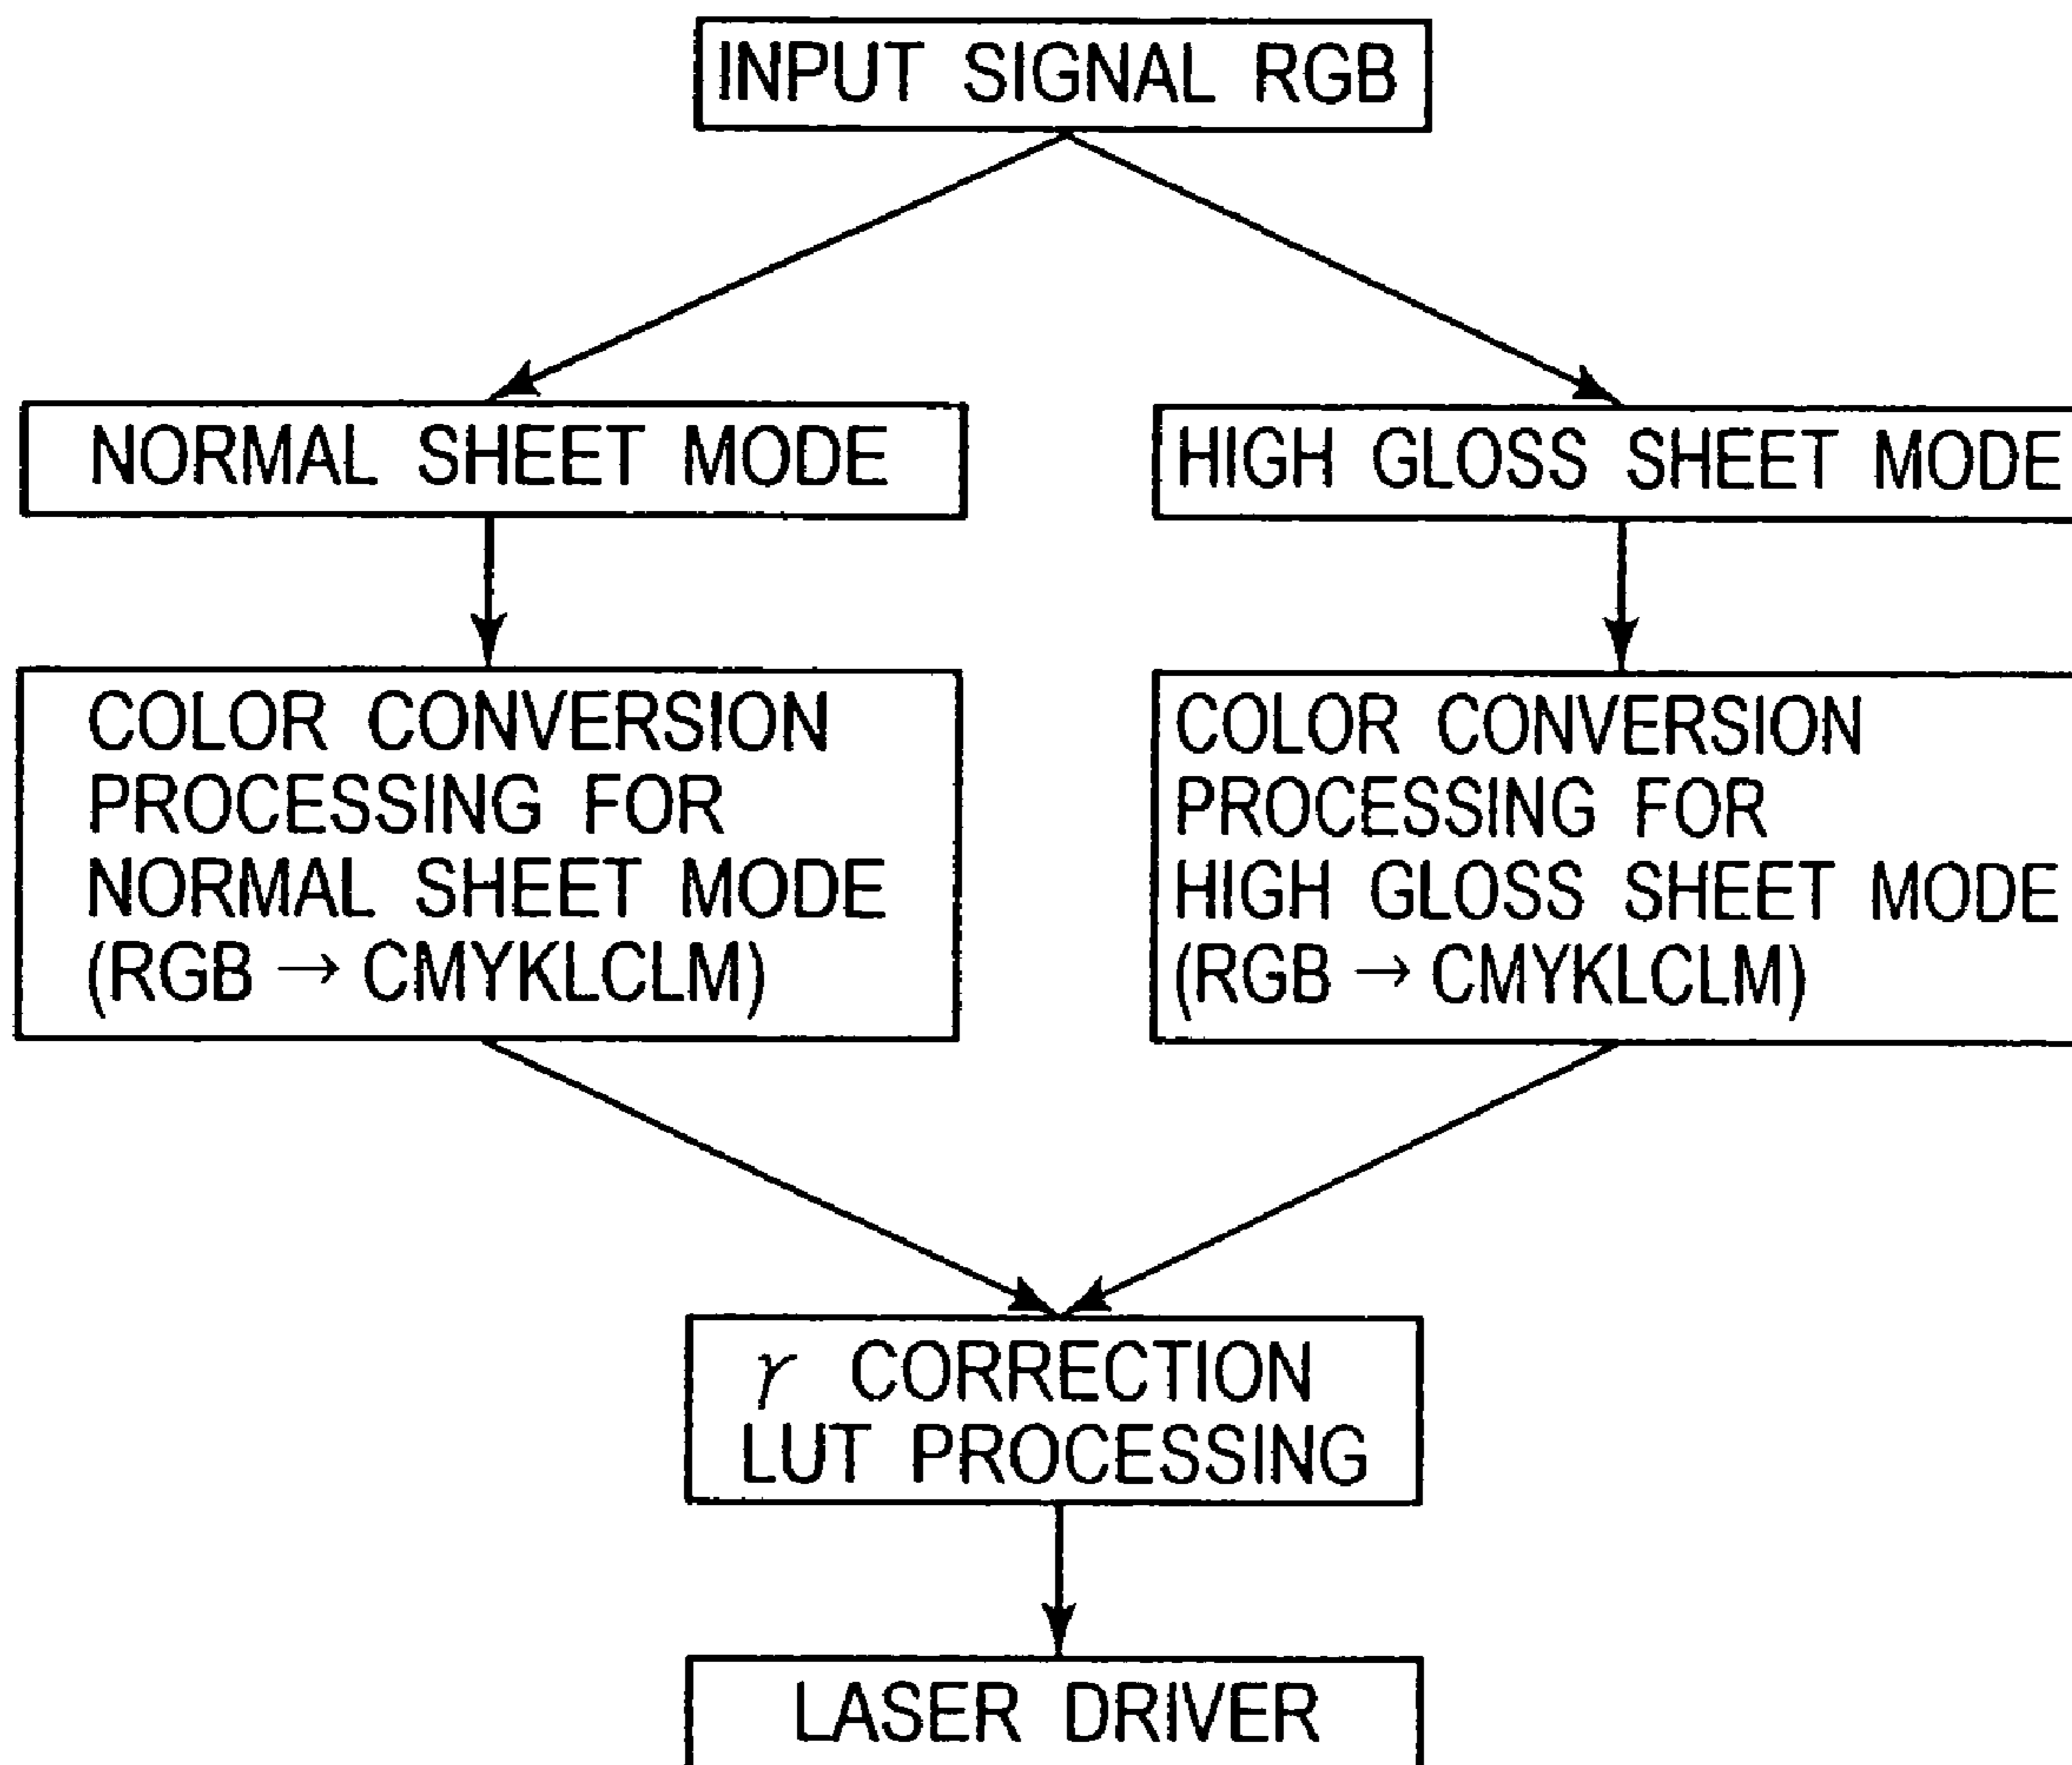 INPUT SIGNAL RGB
NORMAL SHEET MODE
HIGH GLOSS SHEET MODE
COLOR CONVERSION
PROCESSING FOR
NORMAL SHEET MODE
(RGB → CMYKLCLM)
COLOR CONVERSION
PROCESSING FOR
HIGH GLOSS SHEET MODE
(RGB → CMYKLCLM)
γ CORRECTION
LUT PROCESSING
LASER DRIVER